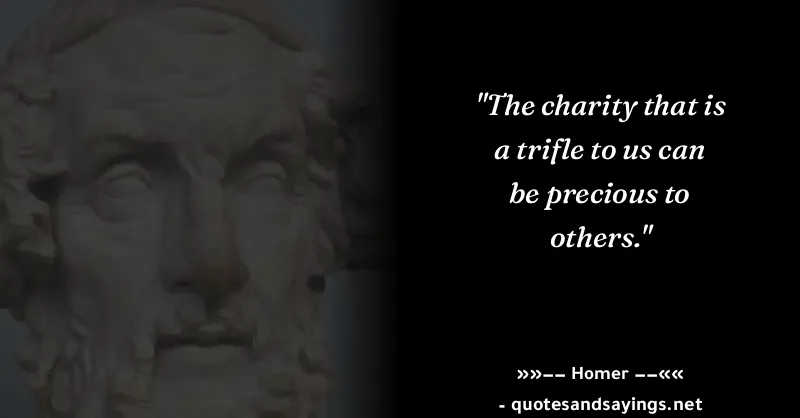 "The charity that is
a trifle to us can
be precious to
others."
»»−− Homer −−««
- quotesandsayings.net